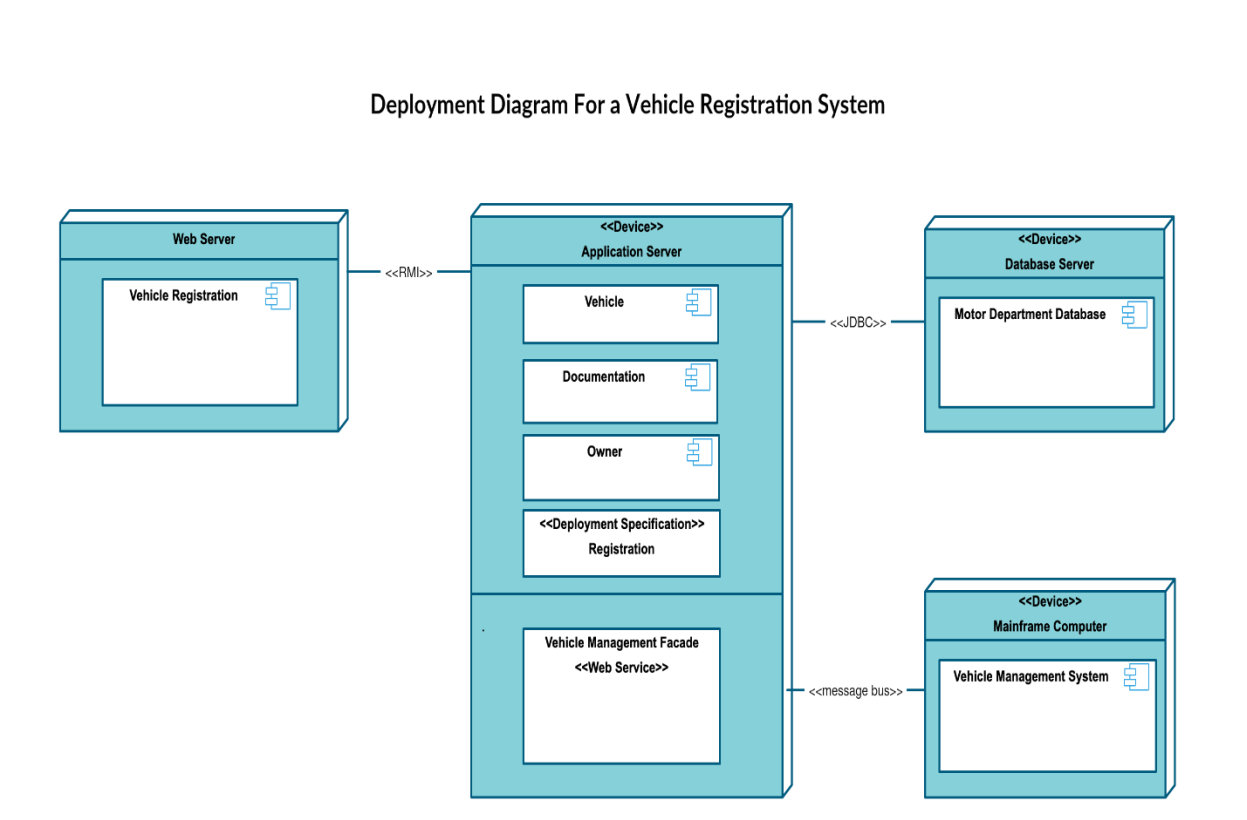 Deployment Diagram For a Vehicle Registration System
Web Server
Vehicle Registration
<<RMI>>
<<Device>>
Application Server
Vehicle
Documentation
Owner
<<Deployment Specification>>
Registration
Vehicle Management Facade
<<Web Service>>
<<JDBC>>
<<Device>>
Database Server
Motor Department Database
<<message bus>>
<<Device>>
Mainframe Computer
Vehicle Management System